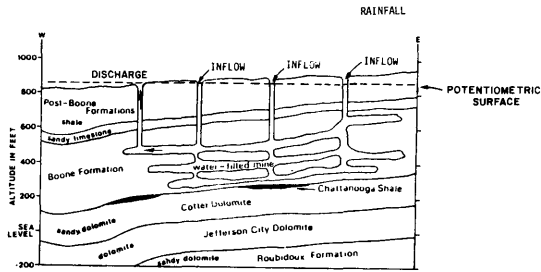 RAINFALL
W
E
1000
800
600
400
200
SEA
LEVEL
-200
ALTITUDE IN FEET
DISCHARGE
INFLOW
INFLOW
INFLOW
POTENTIOMETRIC
SURFACE
Post-Boone
Formations
shale
sandy limestone
Boone Formation
water-filled mine
Chattanooga Shale
Cotter Dolomite
sandy dolomite
Jefferson City Dolomite
dolomite
sandy dolomite
Roubidoux Formation